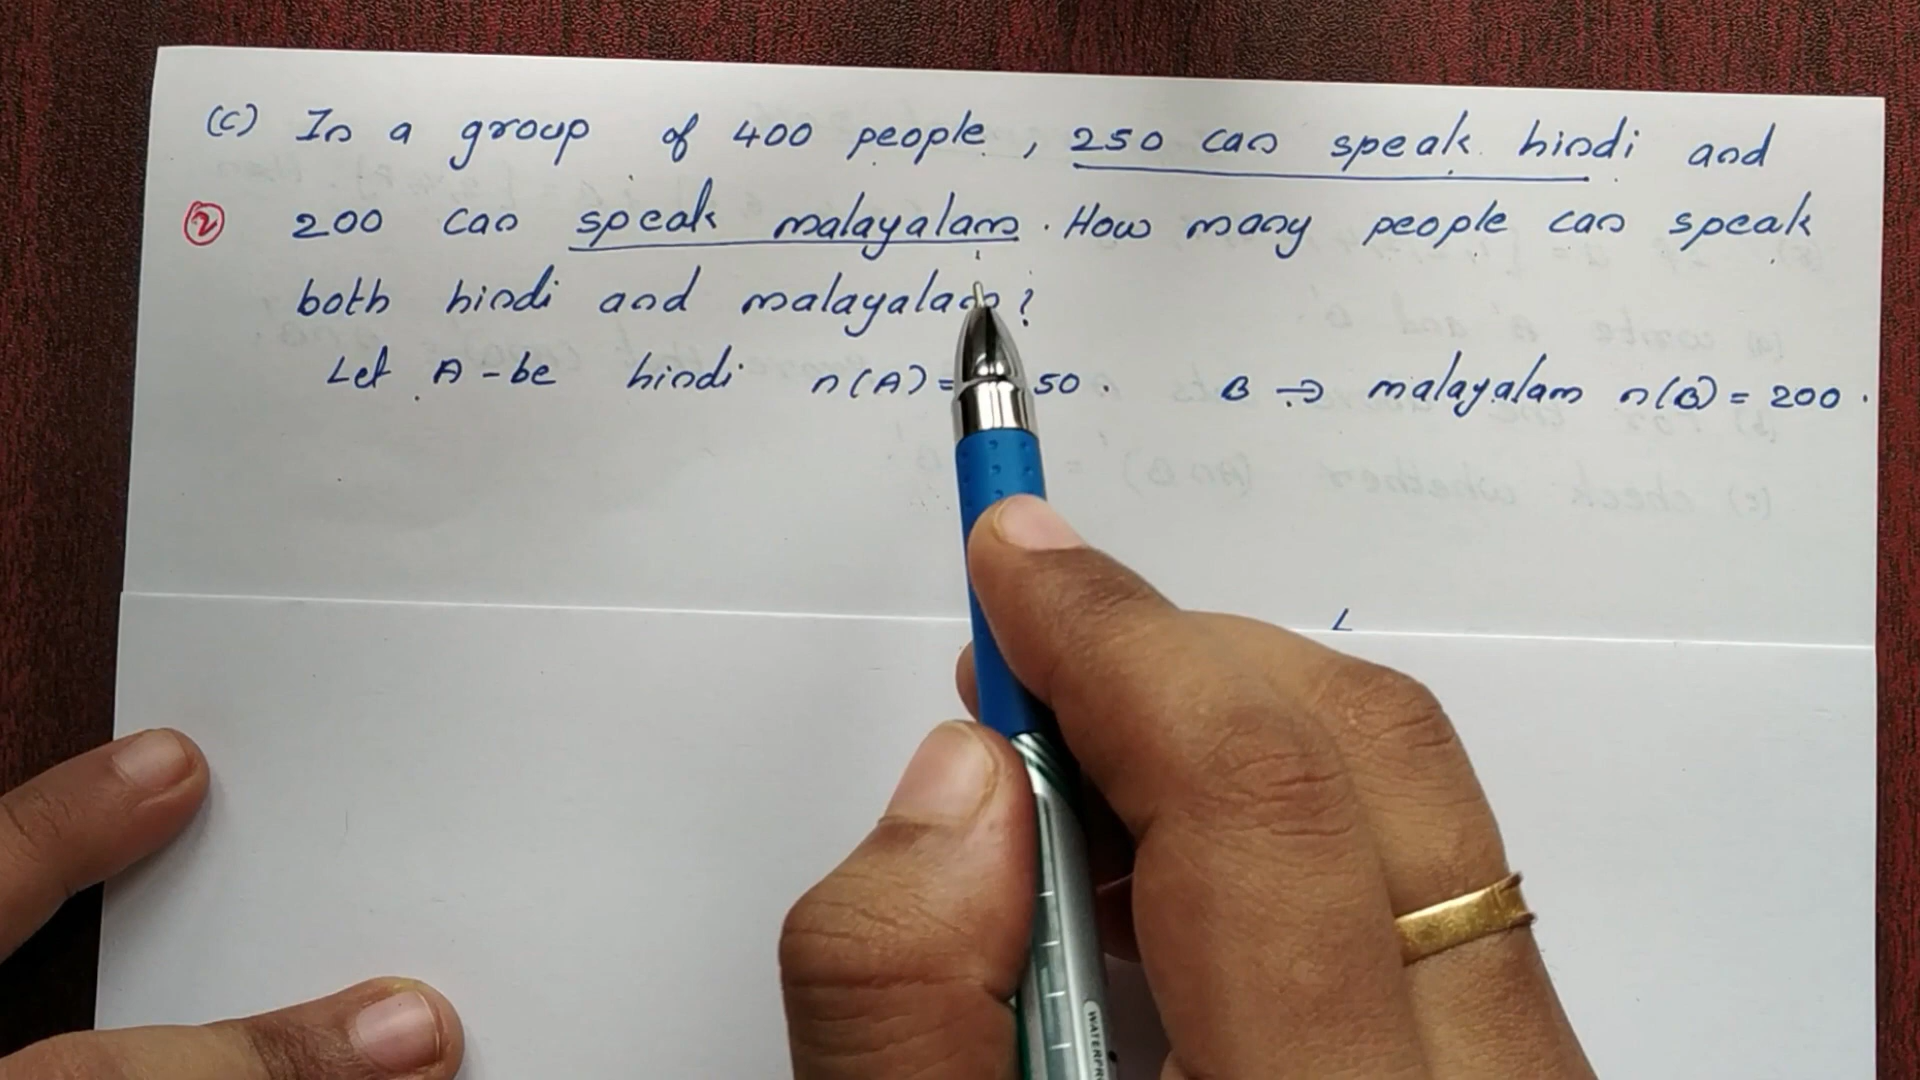 (c) In a group of 400 people, 250 can speak hindi and
② 200 can speak malayalam. How many people can speak
both hindi and malayalam?
Let A - be hindi n(A) = 50. B → malayalam n(B) = 200.